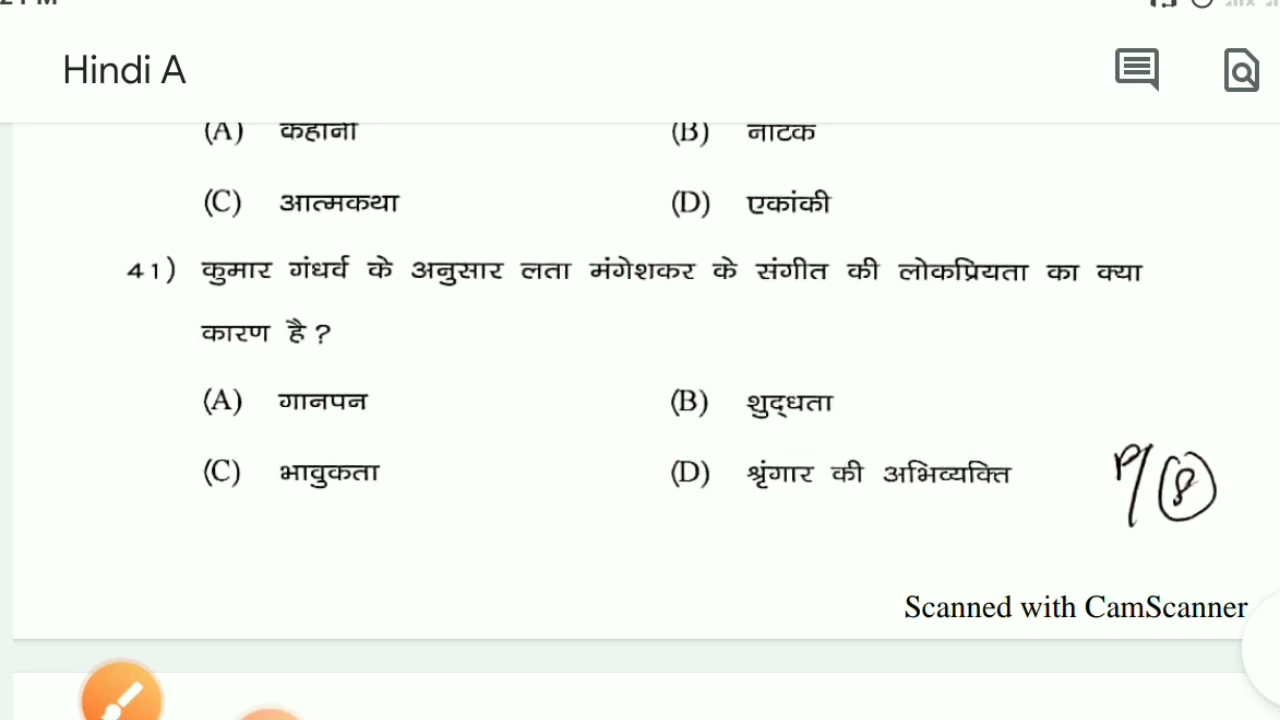 Hindi A
(A) कहानी (B) नाटक
(C) आत्मकथा (D) एकांकी
41) कुमार गंधर्व के अनुसार लता मंगेशकर के संगीत की लोकप्रियता का क्या
कारण है ?
(A) गानपन (B) शुद्धता
(C) भावुकता (D) श्रृंगार की अभिव्यक्ति
P/8
Scanned with CamScanner